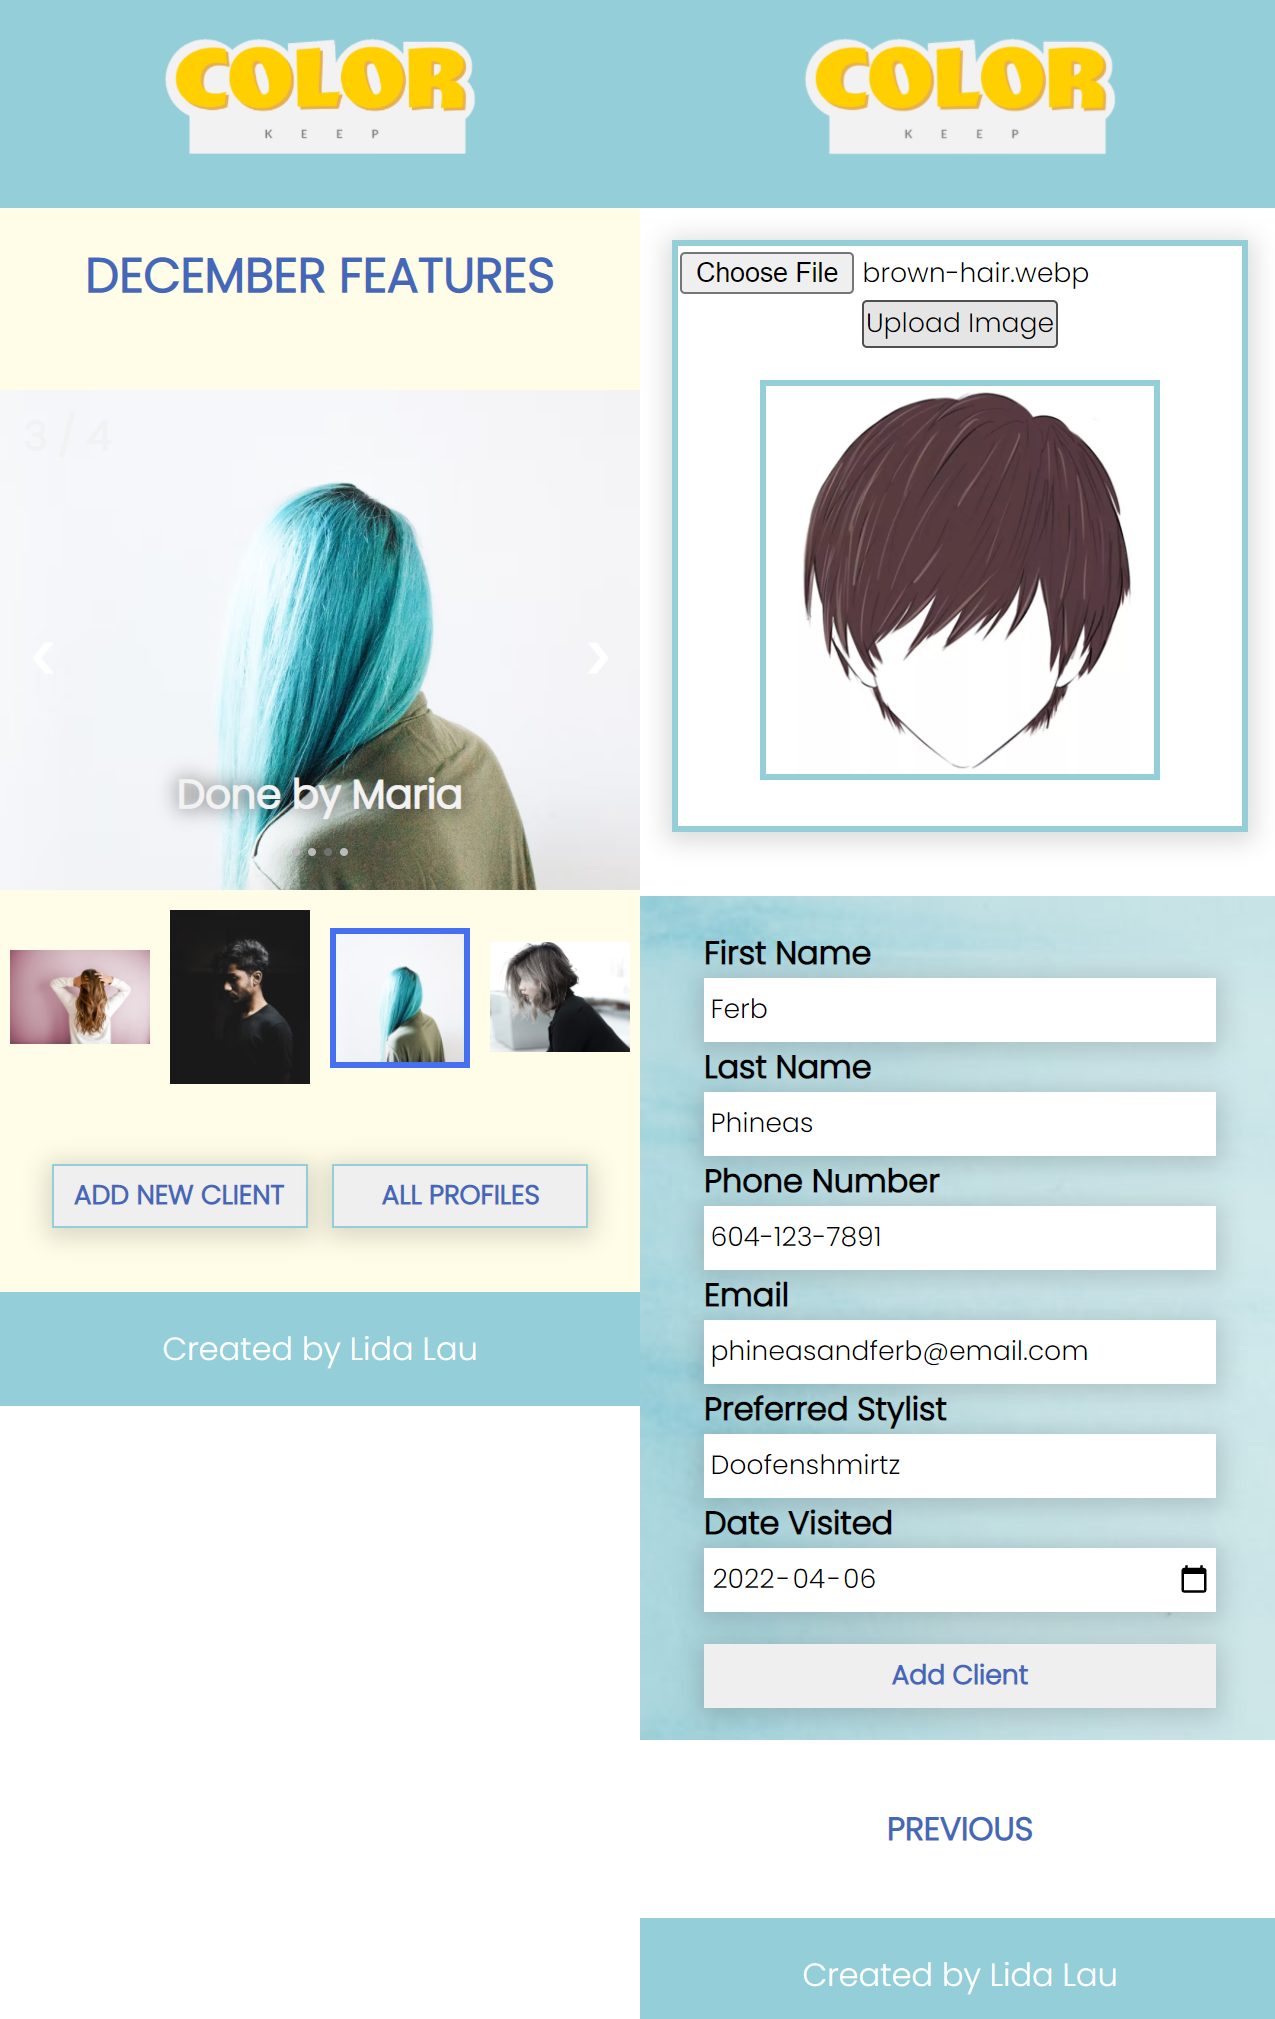 COLOR
KEEP
DECEMBER FEATURES
3 / 4
Done by Maria
ADD NEW CLIENT
ALL PROFILES
Created by Lida Lau
COLOR
KEEP
Choose File brown-hair.webp
Upload Image
First Name
Ferb
Last Name
Phineas
Phone Number
604-123-7891
Email
phineasandferb@email.com
Preferred Stylist
Doofenshmirtz
Date Visited
2022-04-06
Add Client
PREVIOUS
Created by Lida Lau